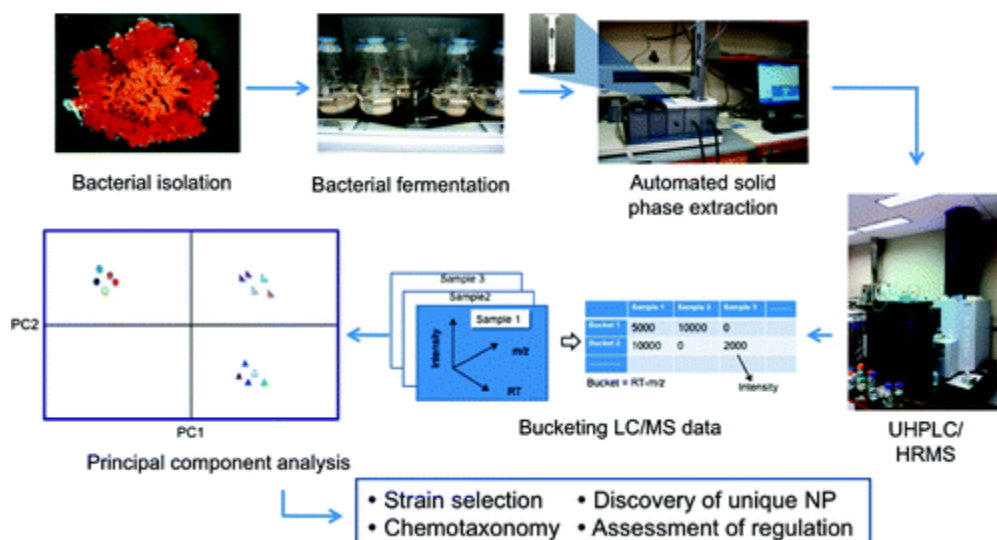 Bacterial isolation
Bacterial fermentation
Automated solid
phase extraction
UHPLC/
HRMS
Sample 1 Sample 2 Sample 3
Bucket 1 5000 10000 0
Bucket 2 10000 0 2000
Bucket = RT-m/z
Intensity
Sample 3
Sample2
Sample 1
Intensity
m/z
RT
Bucketing LC/MS data
PC2
PC1
Principal component analysis
• Strain selection • Discovery of unique NP
• Chemotaxonomy • Assessment of regulation